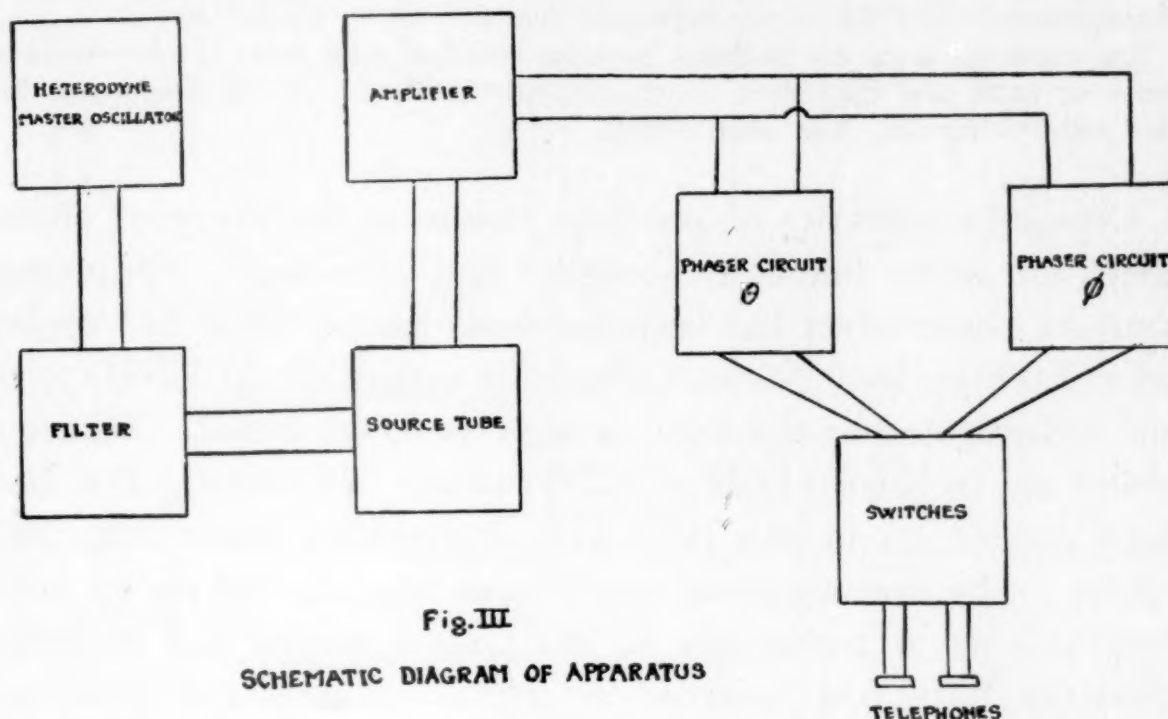 HETERODYNE
MASTER OSCILLATOR
AMPLIFIER
PHASER CIRCUIT
θ
PHASER CIRCUIT
ϕ
FILTER
SOURCE TUBE
SWITCHES
Fig. III
SCHEMATIC DIAGRAM OF APPARATUS
TELEPHONES